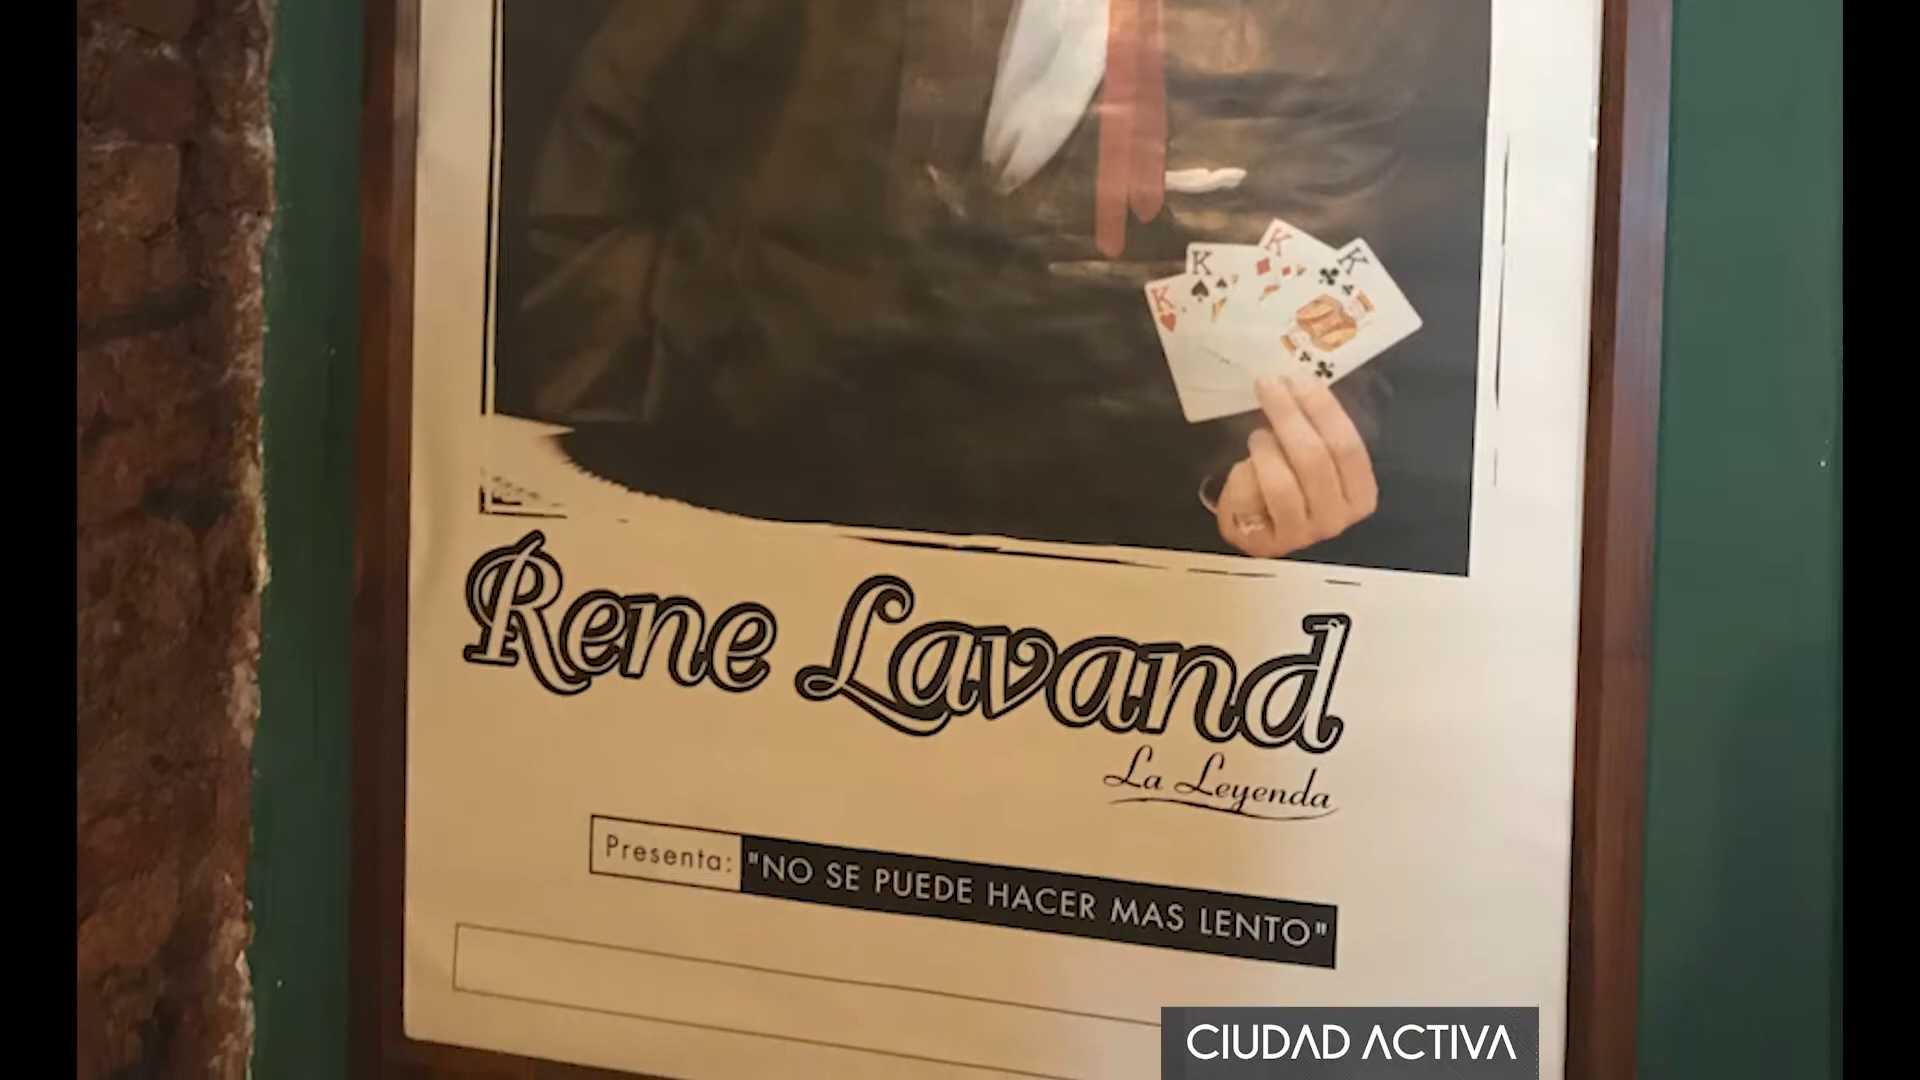 K
K
K
K
Rene Lavand
La Leyenda
Presenta: "NO SE PUEDE HACER MAS LENTO"
CIUDAD ACTIVA